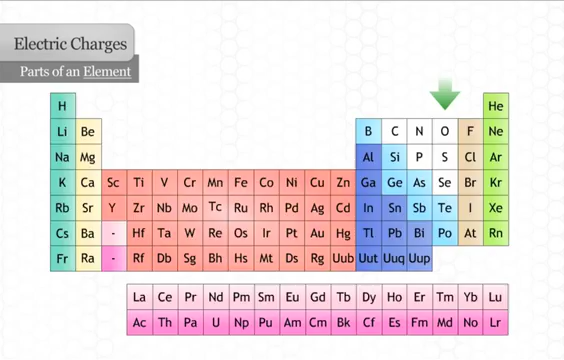 Electric Charges
Parts of an Element
H He
Li Be B C N O F Ne
Na Mg Al Si P S Cl Ar
K Ca Sc Ti V Cr Mn Fe Co Ni Cu Zn Ga Ge As Se Br Kr
Rb Sr Y Zr Nb Mo Tc Ru Rh Pd Ag Cd In Sn Sb Te I Xe
Cs Ba - Hf Ta W Re Os Ir Pt Au Hg Tl Pb Bi Po At Rn
Fr Ra - Rf Db Sg Bh Hs Mt Ds Rg Uub Uut Uuq Uup
La Ce Pr Nd Pm Sm Eu Gd Tb Dy Ho Er Tm Yb Lu
Ac Th Pa U Np Pu Am Cm Bk Cf Es Fm Md No Lr